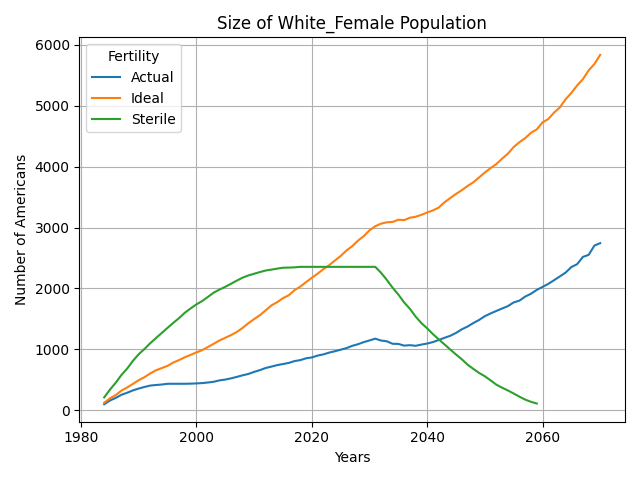 Size of White_Female Population
Fertility
Actual
Ideal
Sterile
Number of Americans
6000
5000
4000
3000
2000
1000
0
1980
2000
2020
2040
2060
Years